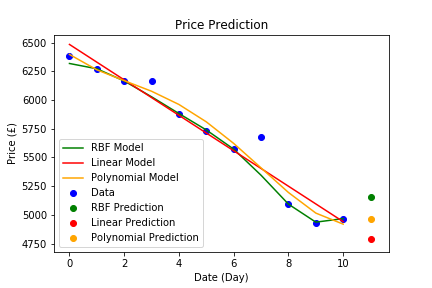 Price Prediction
6500
6250
6000
5750
5500
5250
5000
4750
Price (£)
RBF Model
Linear Model
Polynomial Model
Data
RBF Prediction
Linear Prediction
Polynomial Prediction
0 2 4 6 8 10
Date (Day)